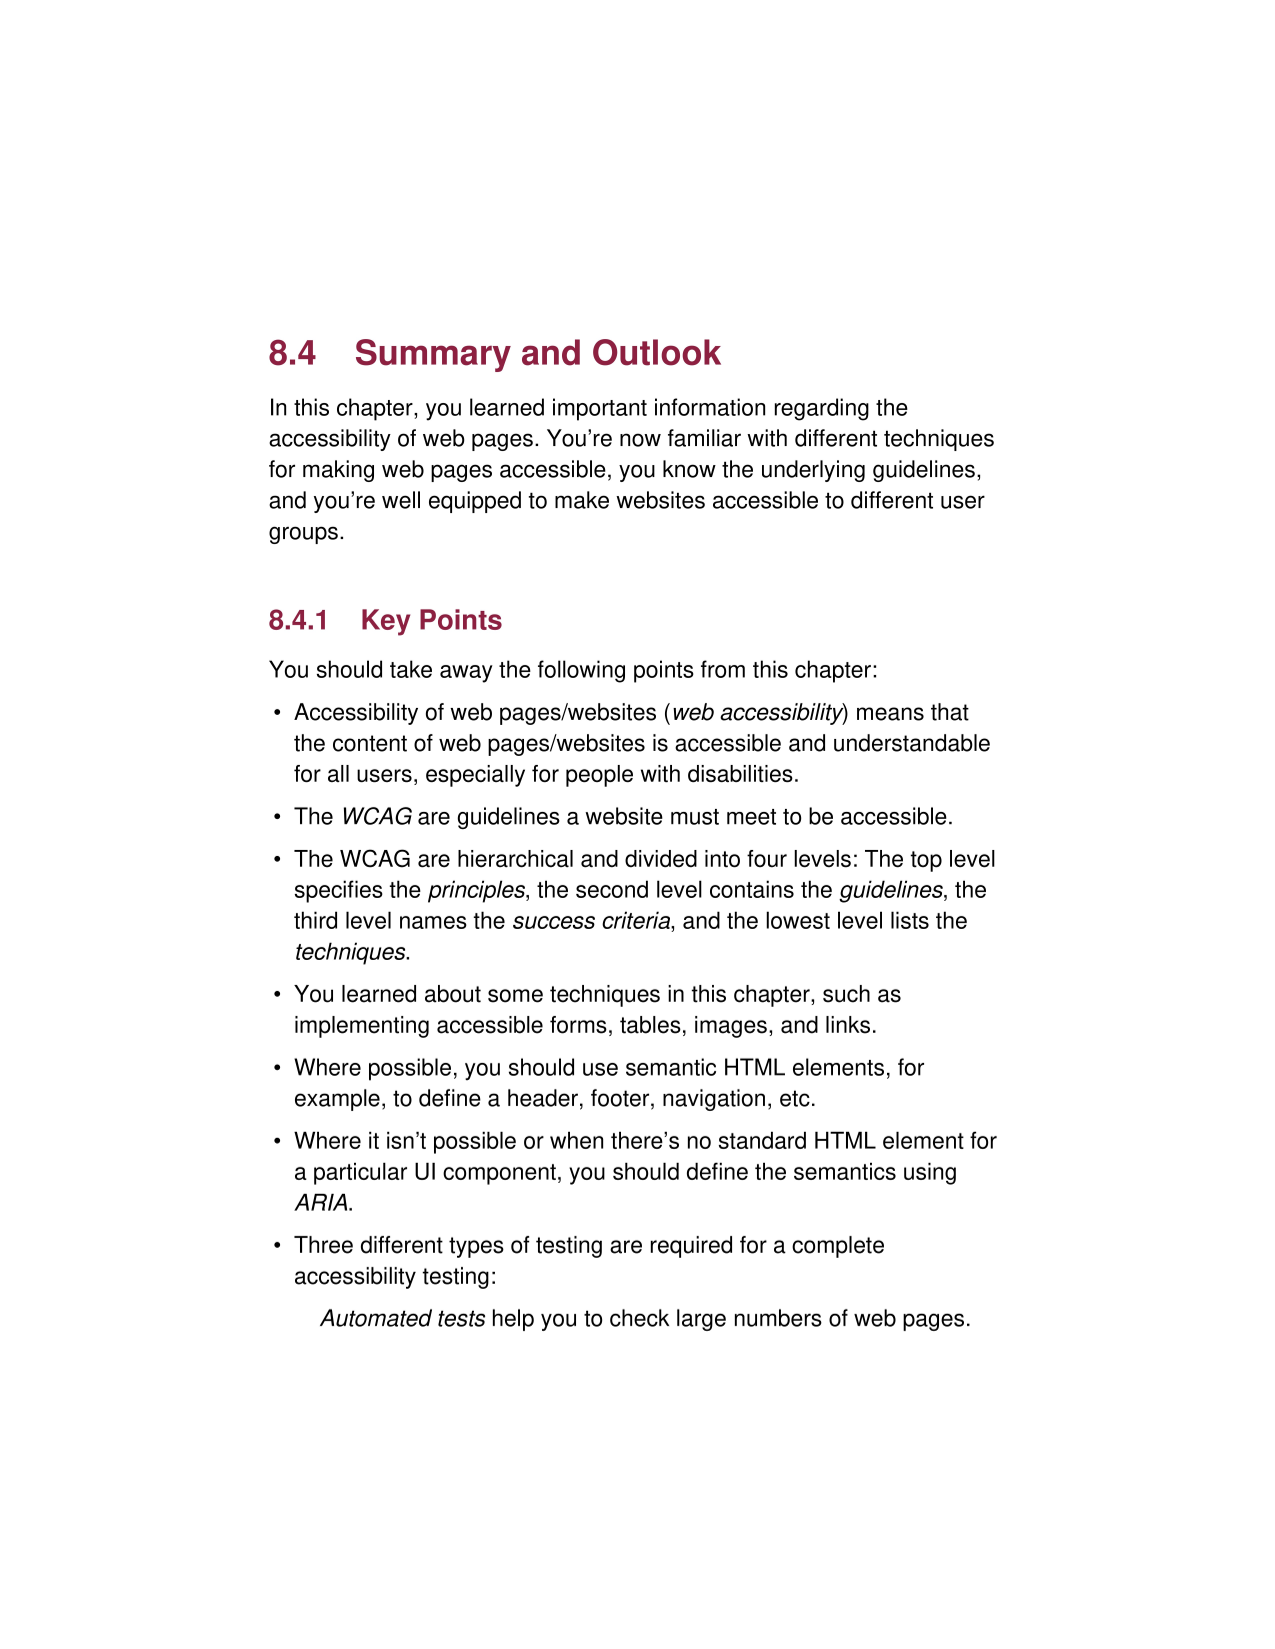 8.4 Summary and Outlook
In this chapter, you learned important information regarding the
accessibility of web pages. You're now familiar with different techniques
for making web pages accessible, you know the underlying guidelines,
and you're well equipped to make websites accessible to different user
groups.
8.4.1 Key Points
You should take away the following points from this chapter:
• Accessibility of web pages/websites (web accessibility) means that
the content of web pages/websites is accessible and understandable
for all users, especially for people with disabilities.
• The WCAG are guidelines a website must meet to be accessible.
• The WCAG are hierarchical and divided into four levels: The top level
specifies the principles, the second level contains the guidelines, the
third level names the success criteria, and the lowest level lists the
techniques.
• You learned about some techniques in this chapter, such as
implementing accessible forms, tables, images, and links.
• Where possible, you should use semantic HTML elements, for
example, to define a header, footer, navigation, etc.
• Where it isn't possible or when there's no standard HTML element for
a particular UI component, you should define the semantics using
ARIA.
• Three different types of testing are required for a complete
accessibility testing:
Automated tests help you to check large numbers of web pages.